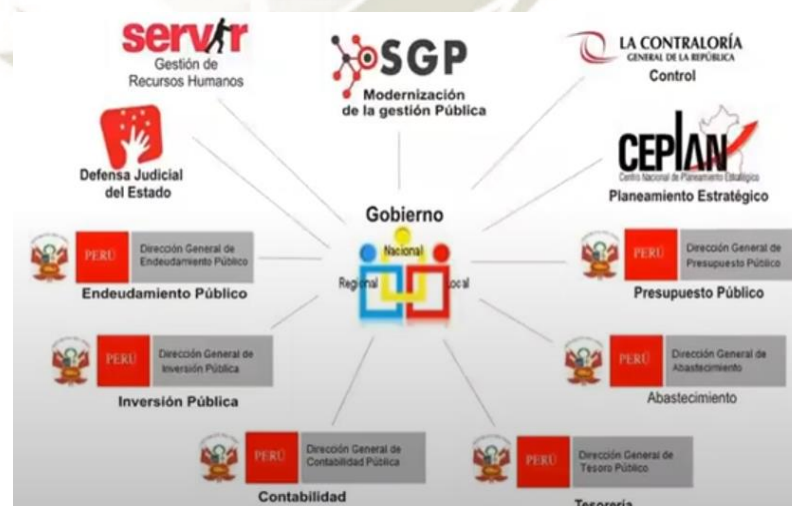 servir
Gestión de
Recursos Humanos
SGP
Modernización
de la gestión Pública
LA CONTRALORÍA
GENERAL DE LA REPÚBLICA
Control
Defensa Judicial
del Estado
CEPLAN
Centro Nacional de Planeamiento Estratégico
Planeamiento Estratégico
Gobierno
Nacional
Regional
Local
PERÚ
Dirección General de
Endeudamiento Público
Endeudamiento Público
PERÚ
Dirección General de
Presupuesto Público
Presupuesto Público
PERÚ
Dirección General de
Inversión Pública
Inversión Pública
PERÚ
Dirección General de
Abastecimiento
Abastecimiento
PERÚ
Dirección General de
Contabilidad Pública
Contabilidad
PERÚ
Dirección General de
Tesoro Público
Tesorería